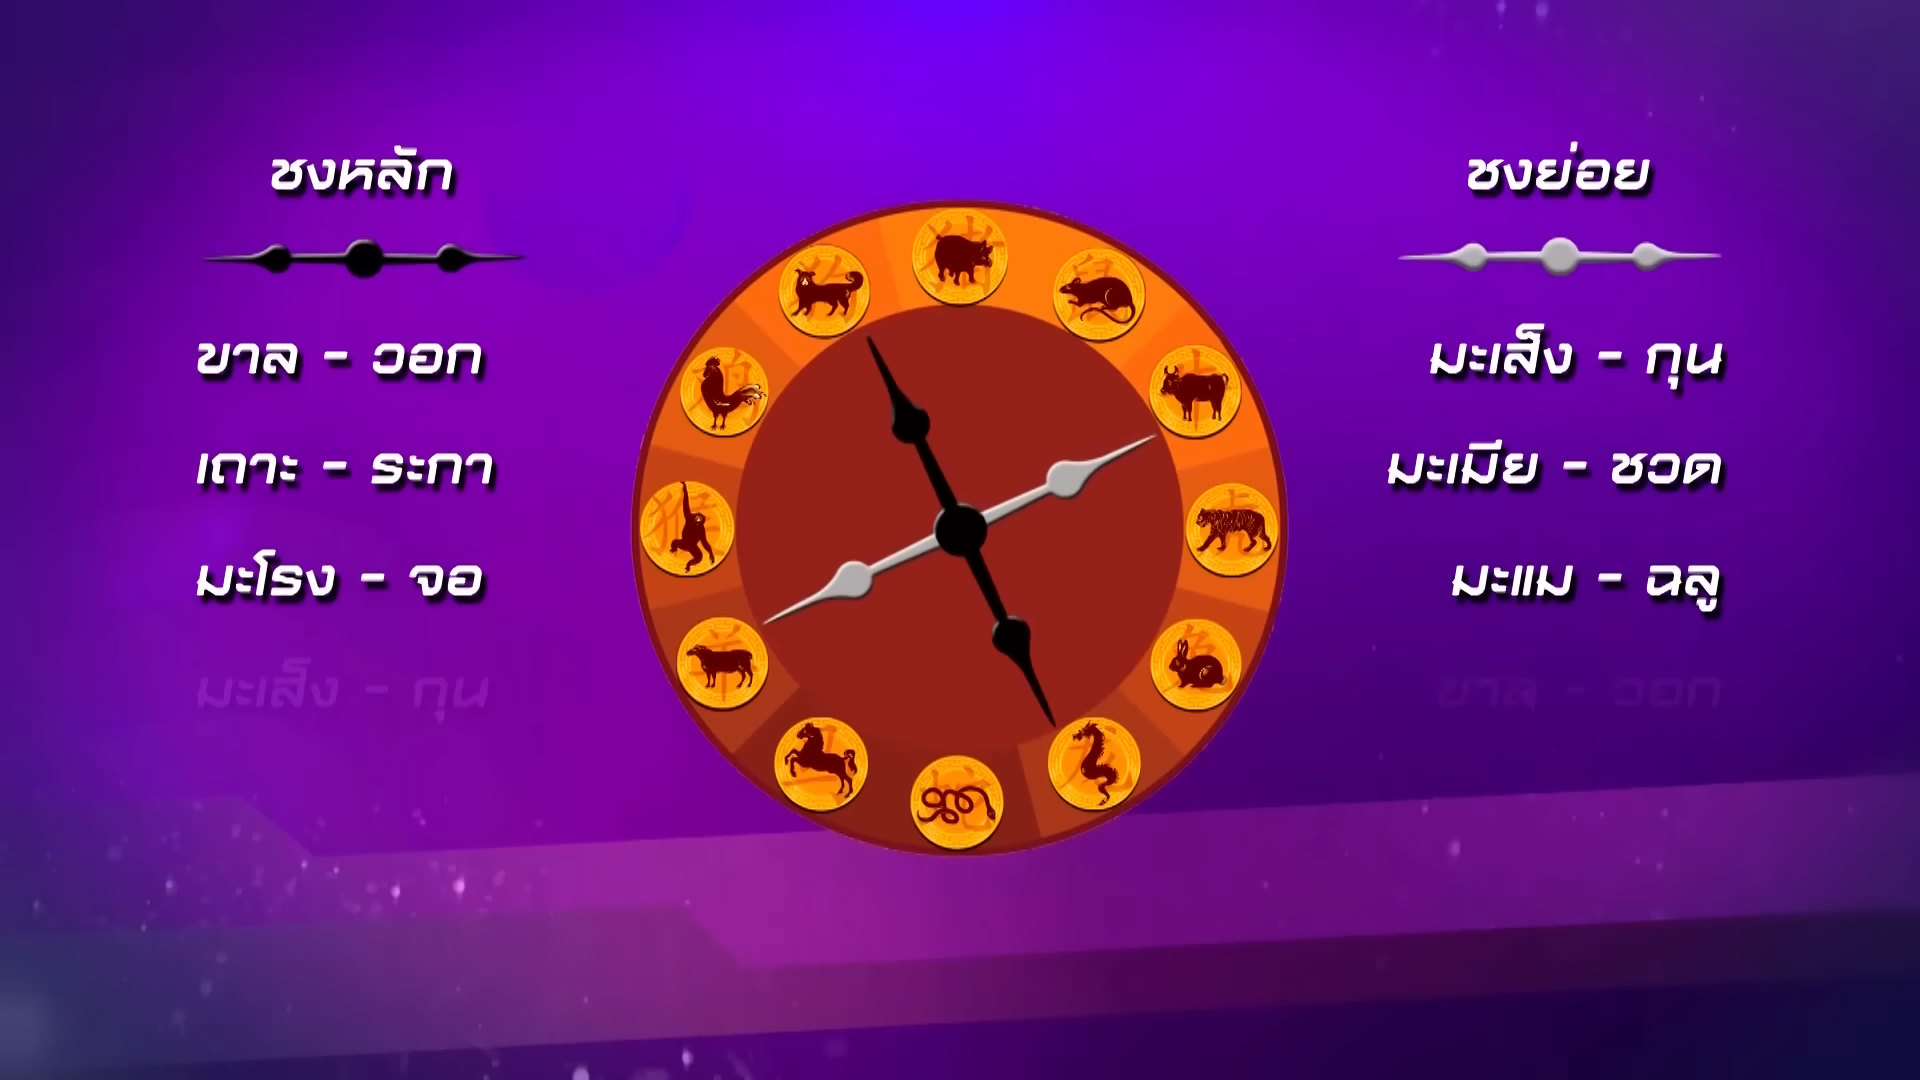 ชงหลัก
ขาล - วอก
เถาะ - ระกา
มะโรง - จอ
มะเส็ง - กุน
ชงย่อย
มะเส็ง - กุน
มะเมีย - ชวด
มะแม - ฉลู
ขาล - วอก